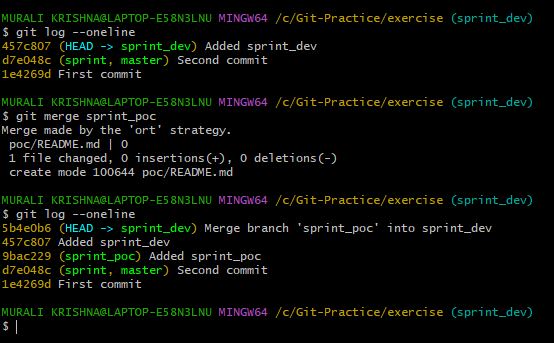 MURALI KRISHNA@LAPTOP-E58N3LNU MINGW64 /c/Git-Practice/exercise (sprint_dev)
$ git log --oneline
457c807 (HEAD -> sprint_dev) Added sprint_dev
d7e048c (sprint, master) Second commit
1e4269d First commit
MURALI KRISHNA@LAPTOP-E58N3LNU MINGW64 /c/Git-Practice/exercise (sprint_dev)
$ git merge sprint_poc
Merge made by the 'ort' strategy.
poc/README.md | 0
1 file changed, 0 insertions(+), 0 deletions(-)
create mode 100644 poc/README.md
MURALI KRISHNA@LAPTOP-E58N3LNU MINGW64 /c/Git-Practice/exercise (sprint_dev)
$ git log --oneline
5b4e0b6 (HEAD -> sprint_dev) Merge branch 'sprint_poc' into sprint_dev
457c807 Added sprint_dev
9bac229 (sprint_poc) Added sprint_poc
d7e048c (sprint, master) Second commit
1e4269d First commit
MURALI KRISHNA@LAPTOP-E58N3LNU MINGW64 /c/Git-Practice/exercise (sprint_dev)
$